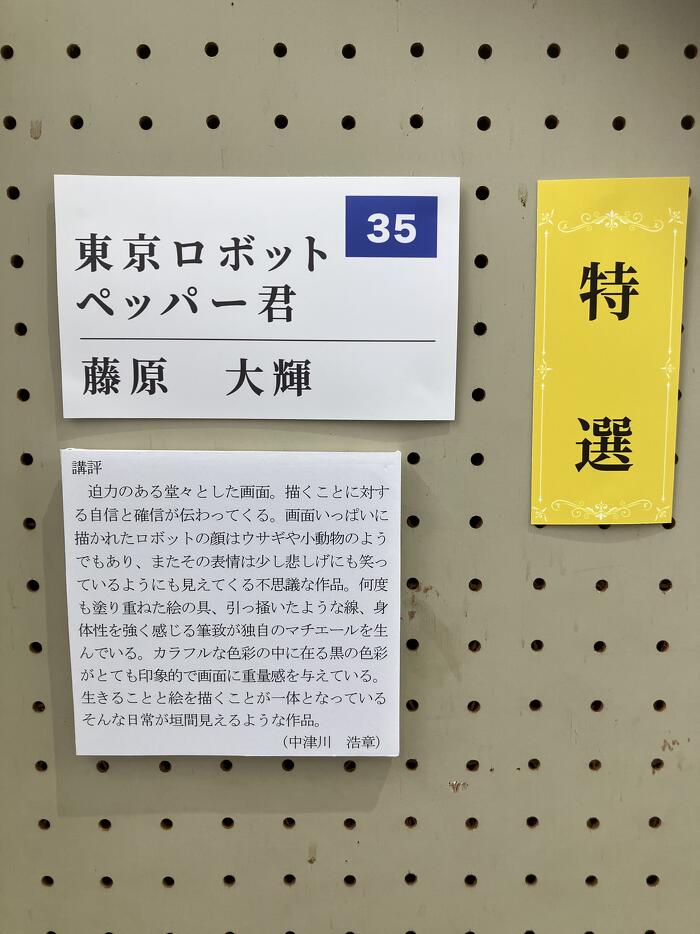 35
東京ロボット
ペッパー君
藤原　大輝
特
選
講評
　迫力のある堂々とした画面。描くことに対す
る自信と確信が伝わってくる。画面いっぱいに
描かれたロボットの顔はウサギや小動物のよう
でもあり、またその表情は少し悲しげにも笑っ
ているようにも見えてくる不思議な作品。何度
も塗り重ねた絵の具、引っ掻いたような線、身
体性を強く感じる筆致が独自のマチエールを生
んでいる。カラフルな色彩の中に在る黒の色彩
がとても印象的で画面に重量感を与えている。
生きることと絵を描くことが一体となっている
そんな日常が垣間見えるような作品。
（中津川　浩章）